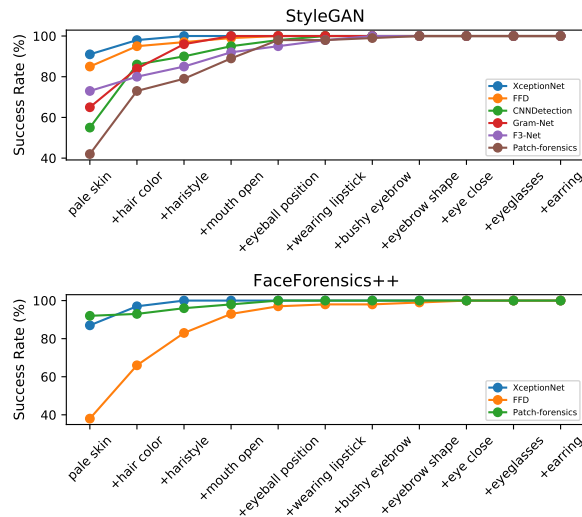 StyleGAN
Success Rate (%)
100
80
60
40
XceptionNet
FFD
CNNDetection
Gram-Net
F3-Net
Patch-forensics
pale skin
+hair color
+haristyle
+mouth open
+eyeball position
+wearing lipstick
+bushy eyebrow
+eyebrow shape
+eye close
+eyeglasses
+earring
FaceForensics++
Success Rate (%)
100
80
60
40
XceptionNet
FFD
Patch-forensics
pale skin
+hair color
+haristyle
+mouth open
+eyeball position
+wearing lipstick
+bushy eyebrow
+eyebrow shape
+eye close
+eyeglasses
+earring